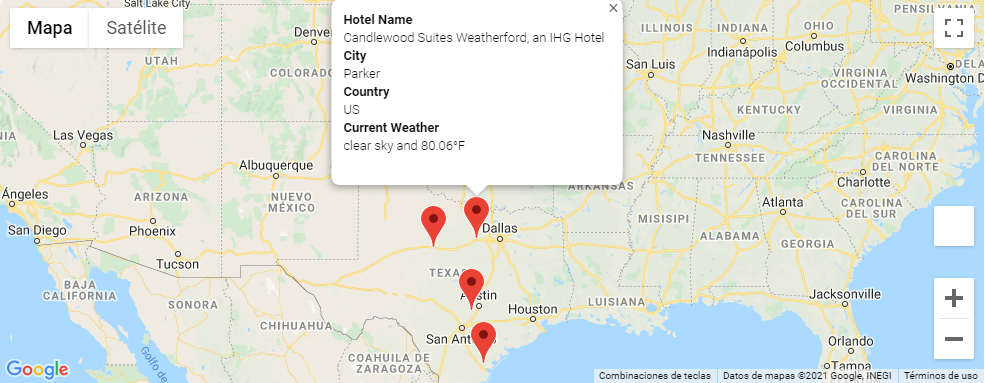 Salt Lake City
Mapa
Satélite
Hotel Name
Candlewood Suites Weatherford, an IHG Hotel
City
Parker
Country
US
Current Weather
clear sky and 80.06°F
UTAH
COLORADO
ILLINOIS
INDIANA
OHIO
PENSILVANIA
Indianápolis
Columbus
San Luis
VIRGINIA
OCCIDENTAL
Washington D
VIRGINIA
KENTUCKY
Las Vegas
Nashville
TENNESSEE
Albuquerque
CAROLINA
DEL NORTE
Charlotte
ARKANSAS
Ángeles
ARIZONA
NUEVO
MÉXICO
Atlanta
CAROLINA
DEL SUR
MISISIPI
San Diego
Phoenix
Dallas
ALABAMA
GEORGIA
Tucson
TEXAS
BAJA
CALIFORNIA
SONORA
Austin
Houston
LUISIANA
Jacksonville
CHIHUAHUA
San Antonio
Orlando
COAHUILA DE
ZARAGOZA
Golfo de
Tampa
Google
Combinaciones de teclas
Datos de mapas ©2021 Google, INEGI
Términos de uso